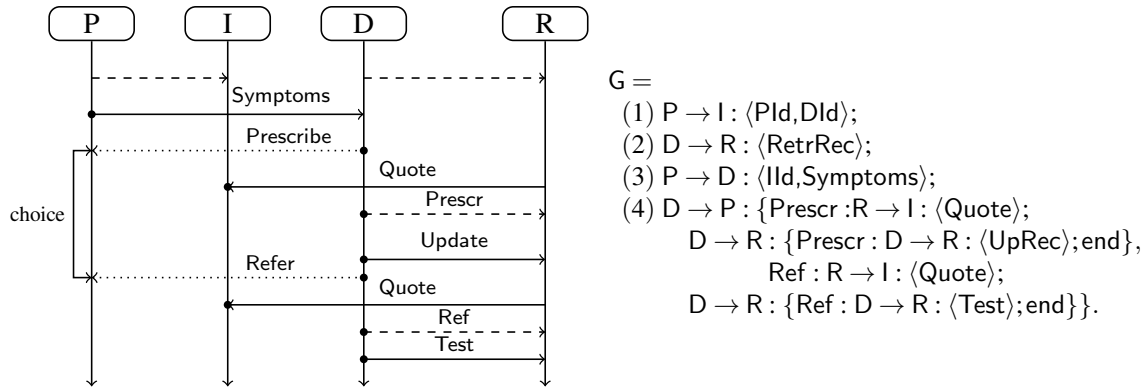 P I D R
Symptoms
Prescribe
Quote
Prescr
choice
Update
Refer
Quote
Ref
Test
G =
(1) P → I : ⟨PId,DId⟩;
(2) D → R : ⟨RetrRec⟩;
(3) P → D : ⟨IId,Symptoms⟩;
(4) D → P : {Prescr :R → I : ⟨Quote⟩;
D → R : {Prescr : D → R : ⟨UpRec⟩;end},
Ref : R → I : ⟨Quote⟩;
D → R : {Ref : D → R : ⟨Test⟩;end}}.